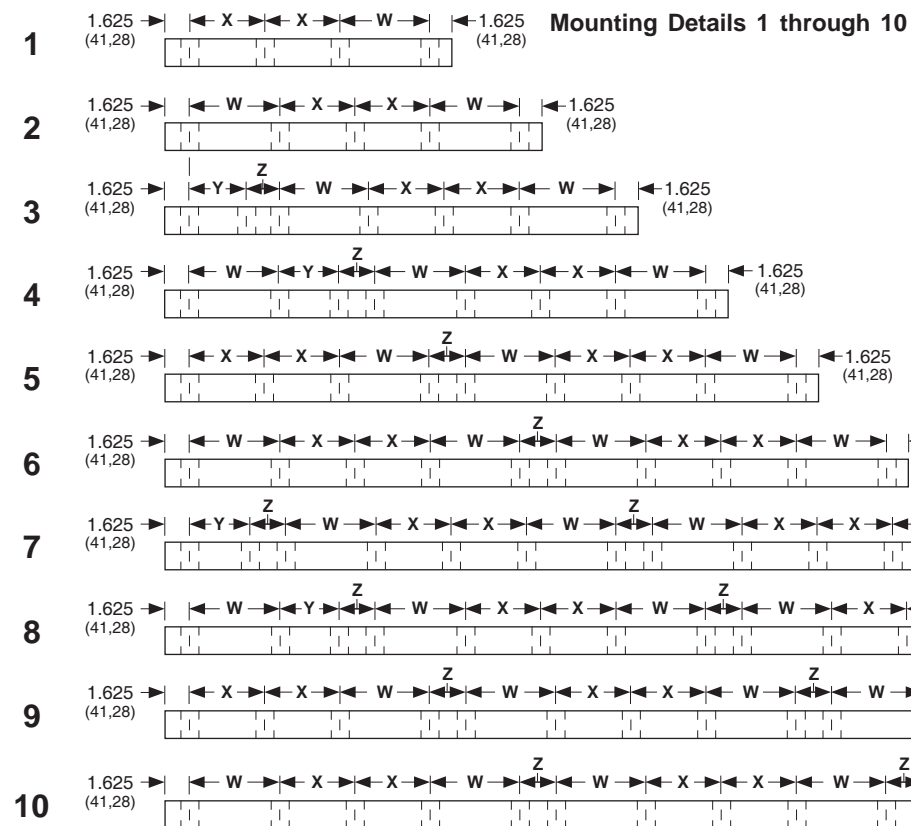 Mounting Details 1 through 10
1 1.625 X X W 1.625
(41,28) (41,28)
2 1.625 W X X W 1.625
(41,28) (41,28)
Z
3 1.625 Y W X X W 1.625
(41,28) (41,28)
Z
4 1.625 W Y W X X W 1.625
(41,28) (41,28)
Z
5 1.625 X X W W X X W 1.625
(41,28) (41,28)
Z
6 1.625 W X X W W X X W
(41,28)
Z Z
7 1.625 Y W X X W W X X
(41,28)
Z Z
8 1.625 W Y W X X W W X
(41,28)
Z Z
9 1.625 X X W W X X W W
(41,28)
Z Z
10 1.625 W X X W W X X W
(41,28)